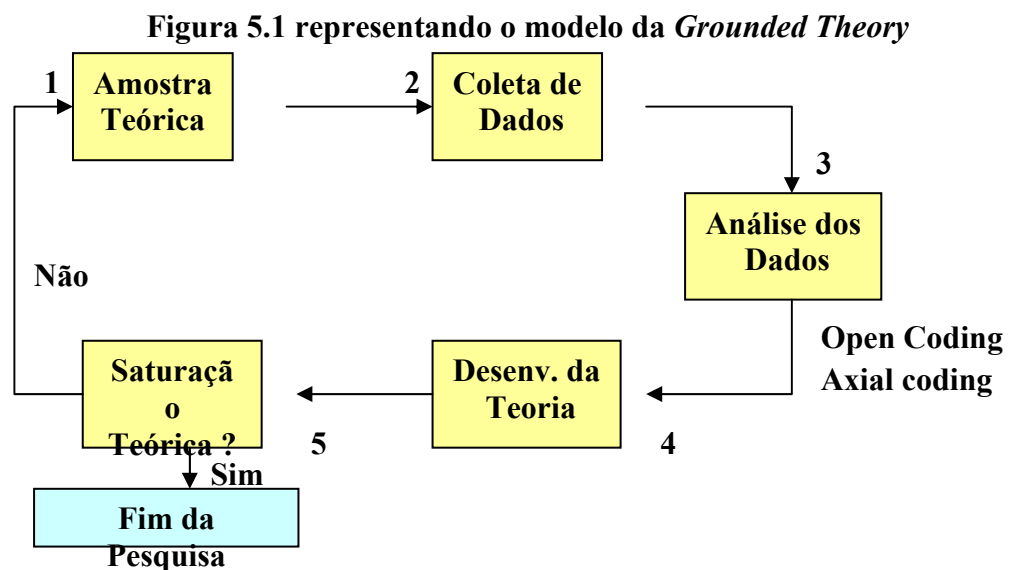 Figura 5.1 representando o modelo da Grounded Theory
1
Amostra
Teórica
2
Coleta de
Dados
3
Análise dos
Dados
Não
Open Coding
Axial coding
Saturaçã
o
Teórica ?
5
Desenv. da
Teoria
4
Sim
Fim da
Pesquisa